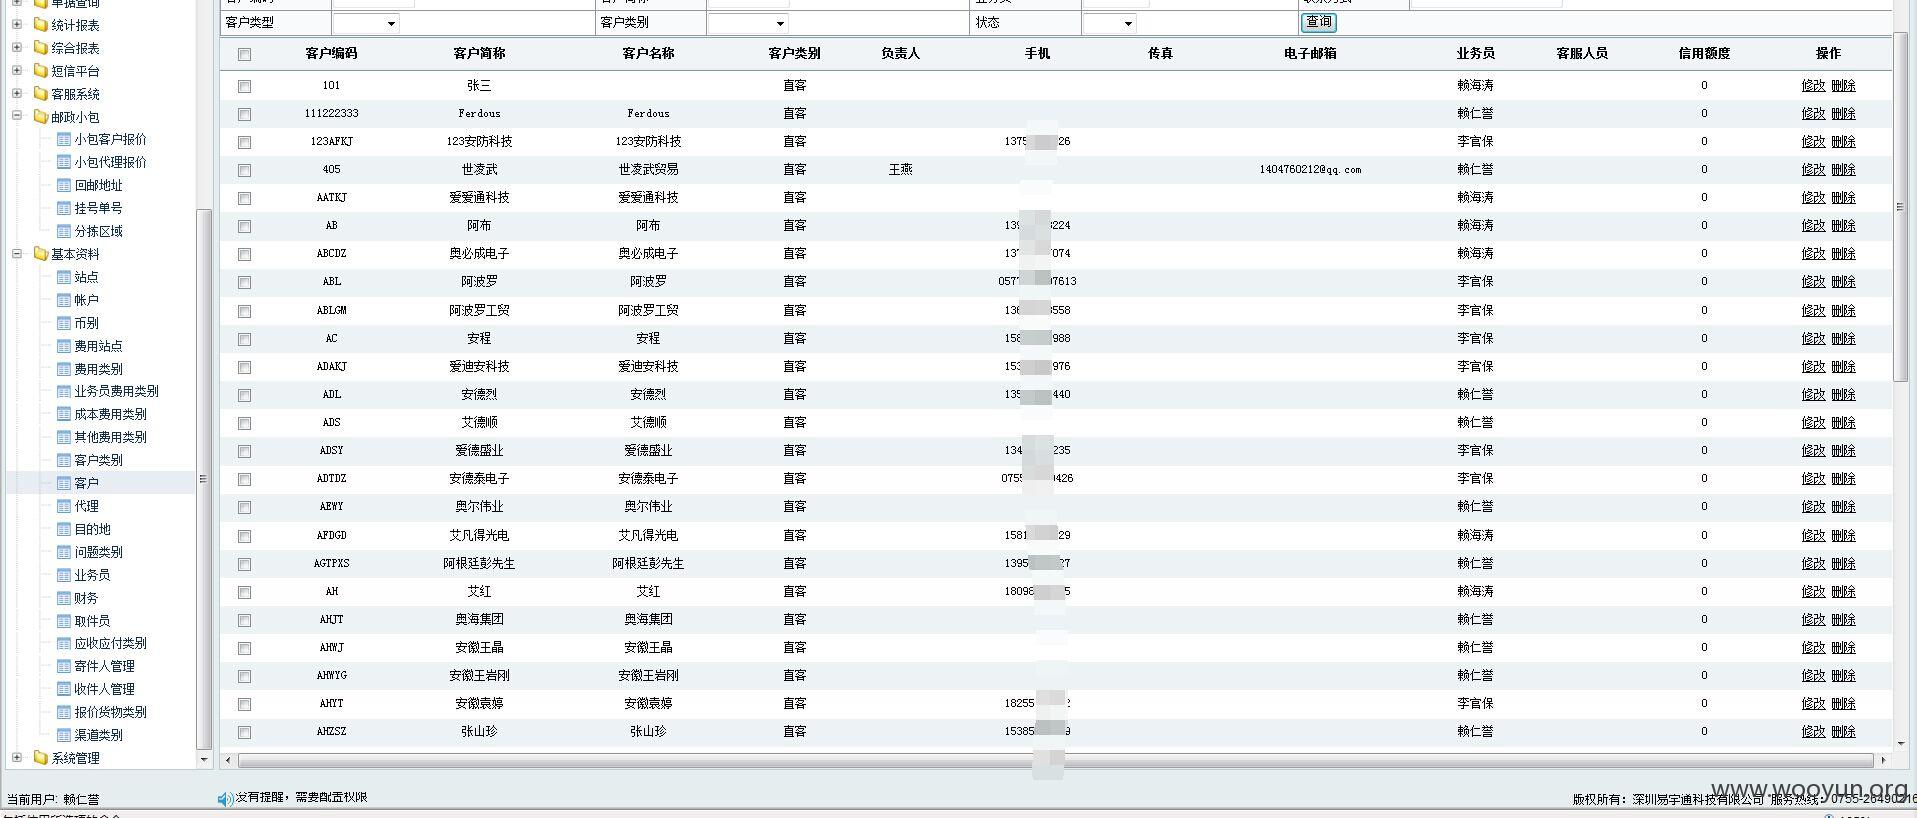 单据查询
统计报表
综合报表
短信平台
客服系统
邮政小包
小包客户报价
小包代理报价
回邮地址
挂号单号
分拣区域
基本资料
站点
帐户
币别
费用站点
费用类别
业务员费用类别
成本费用类别
其他费用类别
客户类别
客户
代理
目的地
问题类别
业务员
财务
取件员
应收应付类别
寄件人管理
收件人管理
报价货物类别
渠道类别
系统管理
客户类型 客户类别 状态 查询
客户编码 客户简称 客户名称 客户类别 负责人 手机 传真 电子邮箱 业务员 客服人员 信用额度 操作
101 张三 直客 赖海涛 0 修改 删除
111222333 Ferdous Ferdous 直客 赖仁誉 0 修改 删除
123AFKJ 123安防科技 123安防科技 直客 1375 26 李官保 0 修改 删除
405 世凌武 世凌武贸易 直客 王燕 1404760212@qq.com 赖仁誉 0 修改 删除
AATKJ 爱爱通科技 爱爱通科技 直客 赖海涛 0 修改 删除
AB 阿布 阿布 直客 139 224 赖海涛 0 修改 删除
ABCDZ 奥必成电子 奥必成电子 直客 137 074 赖海涛 0 修改 删除
ABL 阿波罗 阿波罗 直客 0577 7613 李官保 0 修改 删除
ABLGM 阿波罗工贸 阿波罗工贸 直客 136 558 李官保 0 修改 删除
AC 安程 安程 直客 158 988 李官保 0 修改 删除
ADAKJ 爱迪安科技 爱迪安科技 直客 153 976 李官保 0 修改 删除
ADL 安德烈 安德烈 直客 135 440 赖仁誉 0 修改 删除
ADS 艾德顺 艾德顺 直客 赖仁誉 0 修改 删除
ADSY 爱德盛业 爱德盛业 直客 134 235 李官保 0 修改 删除
ADTDZ 安德泰电子 安德泰电子 直客 0755 426 李官保 0 修改 删除
AEWY 奥尔伟业 奥尔伟业 直客 赖仁誉 0 修改 删除
AFDGD 艾凡得光电 艾凡得光电 直客 1581 29 赖海涛 0 修改 删除
AGTPXS 阿根廷彭先生 阿根廷彭先生 直客 1395 27 赖仁誉 0 修改 删除
AH 艾红 艾红 直客 18098 5 赖海涛 0 修改 删除
AHJT 奥海集团 奥海集团 直客 赖仁誉 0 修改 删除
AHWJ 安徽王晶 安徽王晶 直客 赖仁誉 0 修改 删除
AHWYG 安徽王岩刚 安徽王岩刚 直客 赖仁誉 0 修改 删除
AHYT 安徽袁婷 安徽袁婷 直客 18255 2 李官保 0 修改 删除
AHZSZ 张山珍 张山珍 直客 15385 9 赖仁誉 0 修改 删除
当前用户: 赖仁誉 没有提醒，需要配置权限
版权所有：深圳易宇通科技有限公司 服务热线：0755-26490216
www.wooyun.org